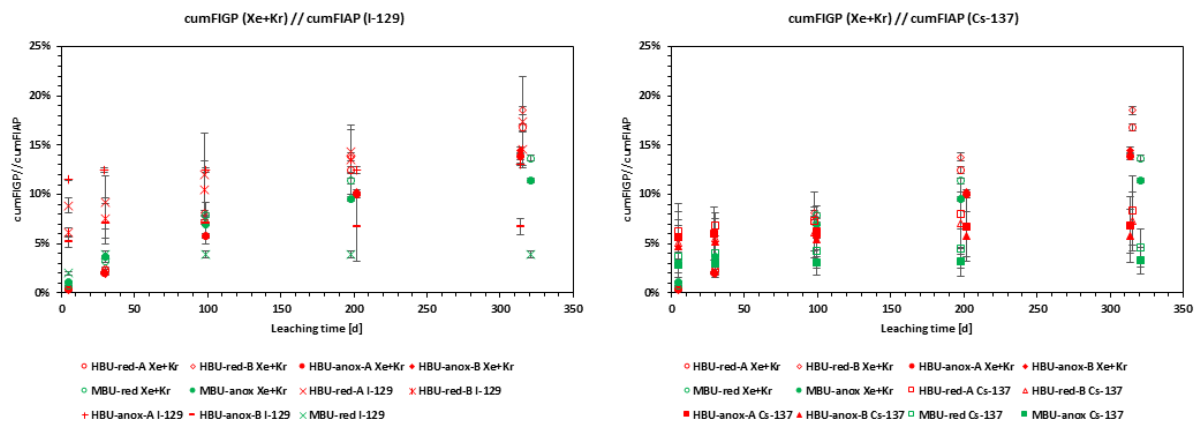 cumFIGP (Xe+Kr) // cumFIAP (I-129)
25%
20%
15%
10%
5%
0%
cumFIGP//cumFIAP
0 50 100 150 200 250 300 350
Leaching time [d]
HBU-red-A Xe+Kr HBU-red-B Xe+Kr HBU-anox-A Xe+Kr HBU-anox-B Xe+Kr
MBU-red Xe+Kr MBU-anox Xe+Kr HBU-red-A I-129 HBU-red-B I-129
HBU-anox-A I-129 HBU-anox-B I-129 MBU-red I-129
cumFIGP (Xe+Kr) // cumFIAP (Cs-137)
25%
20%
15%
10%
5%
0%
cumFIGP//cumFIAP
0 50 100 150 200 250 300 350
Leaching time [d]
HBU-red-A Xe+Kr HBU-red-B Xe+Kr HBU-anox-A Xe+Kr HBU-anox-B Xe+Kr
MBU-red Xe+Kr MBU-anox Xe+Kr HBU-red-A Cs-137 HBU-red-B Cs-137
HBU-anox-A Cs-137 HBU-anox-B Cs-137 MBU-red Cs-137 MBU-anox Cs-137